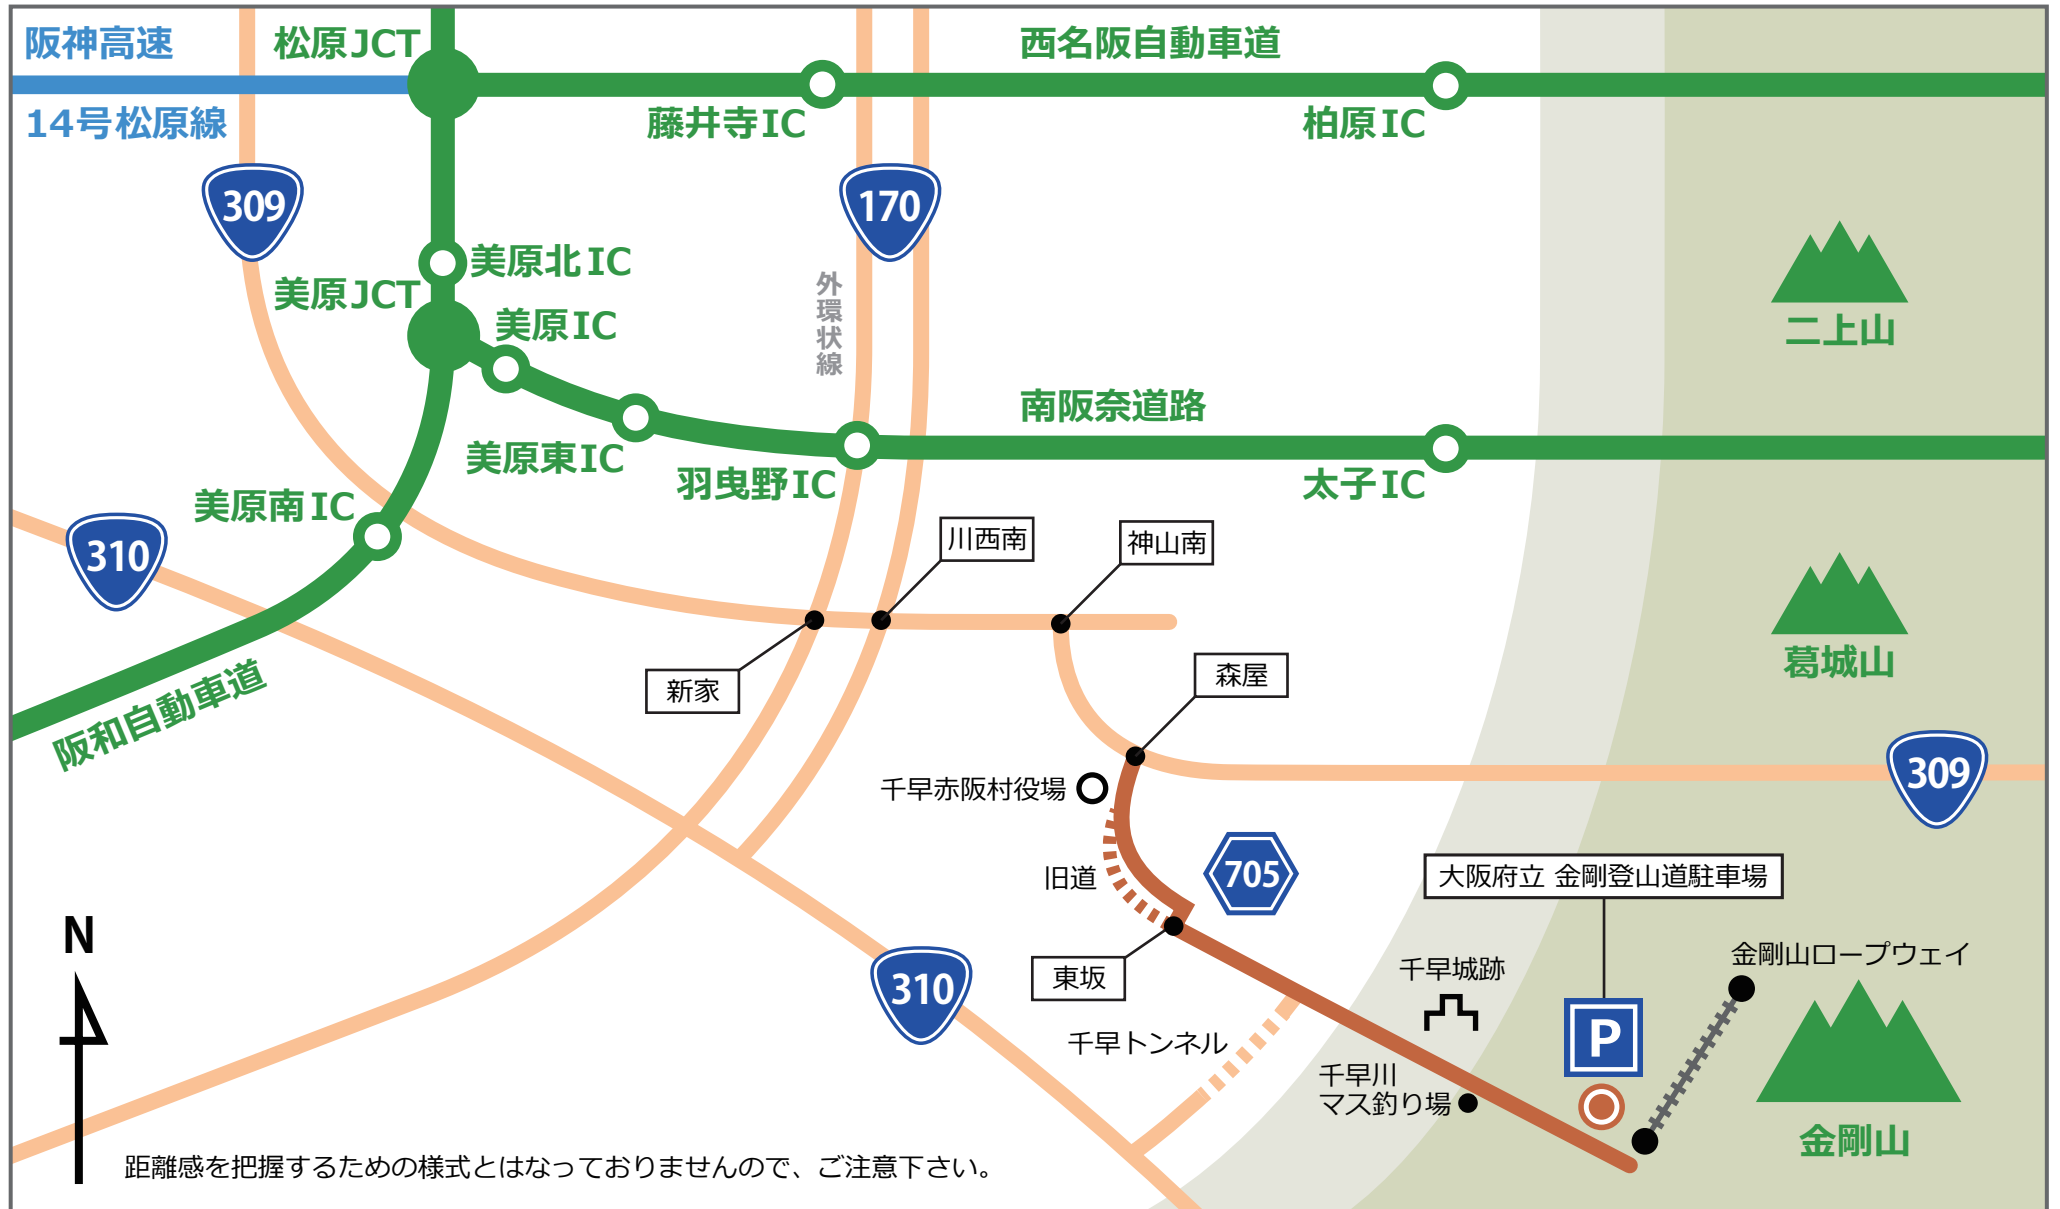 阪神高速
松原JCT
西名阪自動車道
14号松原線
藤井寺IC
柏原IC
309
170
美原北IC
美原JCT
外環状線
美原IC
二上山
南阪奈道路
美原東IC
羽曳野IC
太子IC
美原南IC
310
川西南
神山南
新家
森屋
葛城山
阪和自動車道
千早赤阪村役場
309
旧道
705
大阪府立 金剛登山道駐車場
N
東坂
千早城跡
金剛山ロープウェイ
310
千早トンネル
P
千早川
マス釣り場
金剛山
距離感を把握するための様式とはなっておりませんので、ご注意下さい。